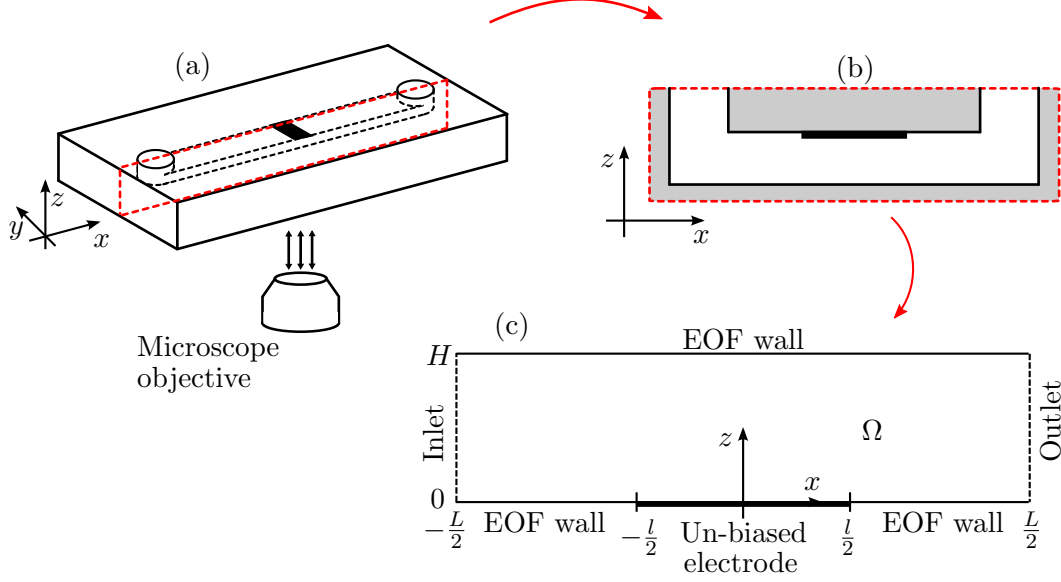 (a)
z
y
x
Microscope
objective
(b)
z
x
(c)
EOF wall
H
Inlet
Outlet
Ω
z
x
0
-L/2
EOF wall
-l/2
Un-biased
electrode
l/2
EOF wall
L/2